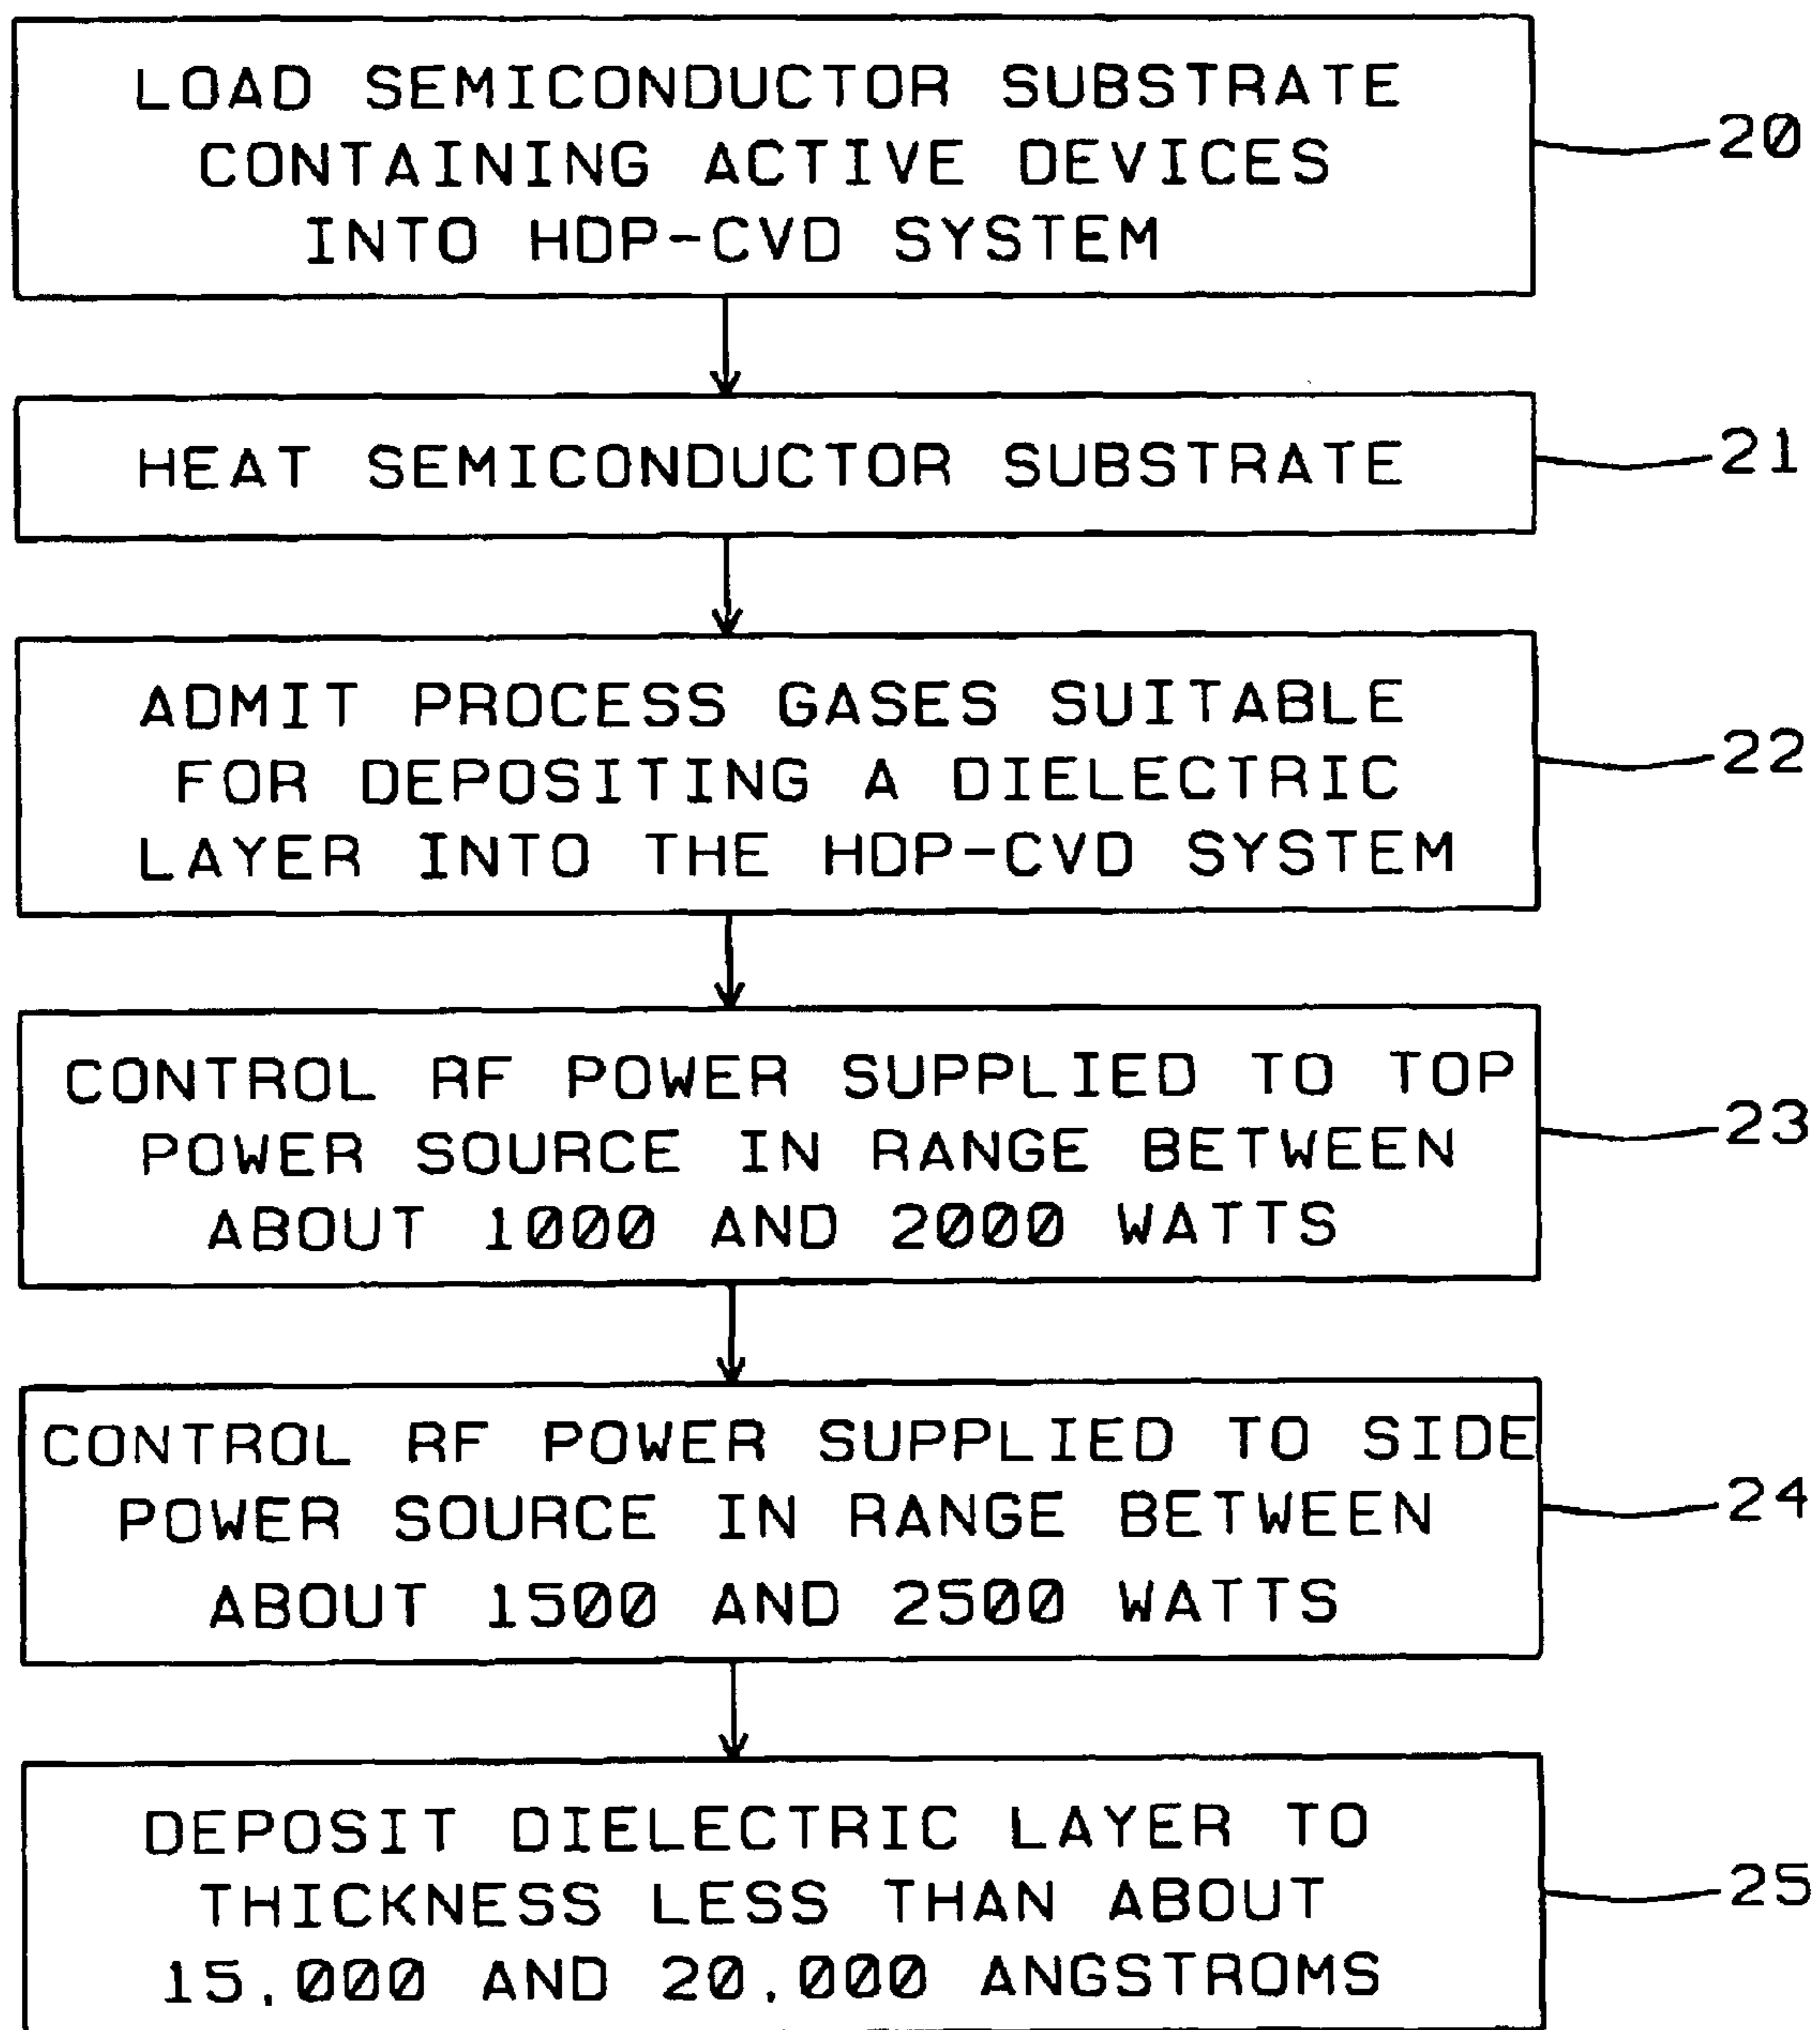 LOAD SEMICONDUCTOR SUBSTRATE
CONTAINING ACTIVE DEVICES
INTO HDP-CVD SYSTEM
20
HEAT SEMICONDUCTOR SUBSTRATE
21
ADMIT PROCESS GASES SUITABLE
FOR DEPOSITING A DIELECTRIC
LAYER INTO THE HDP-CVD SYSTEM
22
CONTROL RF POWER SUPPLIED TO TOP
POWER SOURCE IN RANGE BETWEEN
ABOUT 1000 AND 2000 WATTS
23
CONTROL RF POWER SUPPLIED TO SIDE
POWER SOURCE IN RANGE BETWEEN
ABOUT 1500 AND 2500 WATTS
24
DEPOSIT DIELECTRIC LAYER TO
THICKNESS LESS THAN ABOUT
15,000 AND 20,000 ANGSTROMS
25